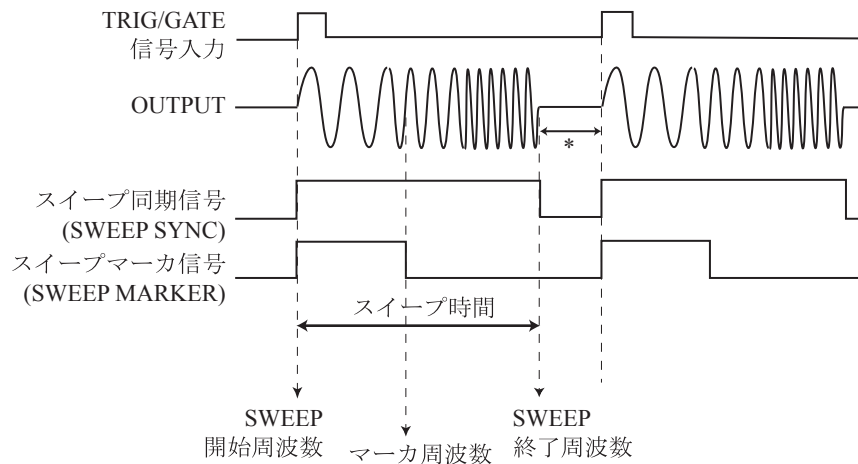 TRIG/GATE
信号入力
OUTPUT
*
スイープ同期信号
(SWEEP SYNC)
スイープマーカ信号
(SWEEP MARKER)
スイープ時間
SWEEP
開始周波数
マーカ周波数
SWEEP
終了周波数